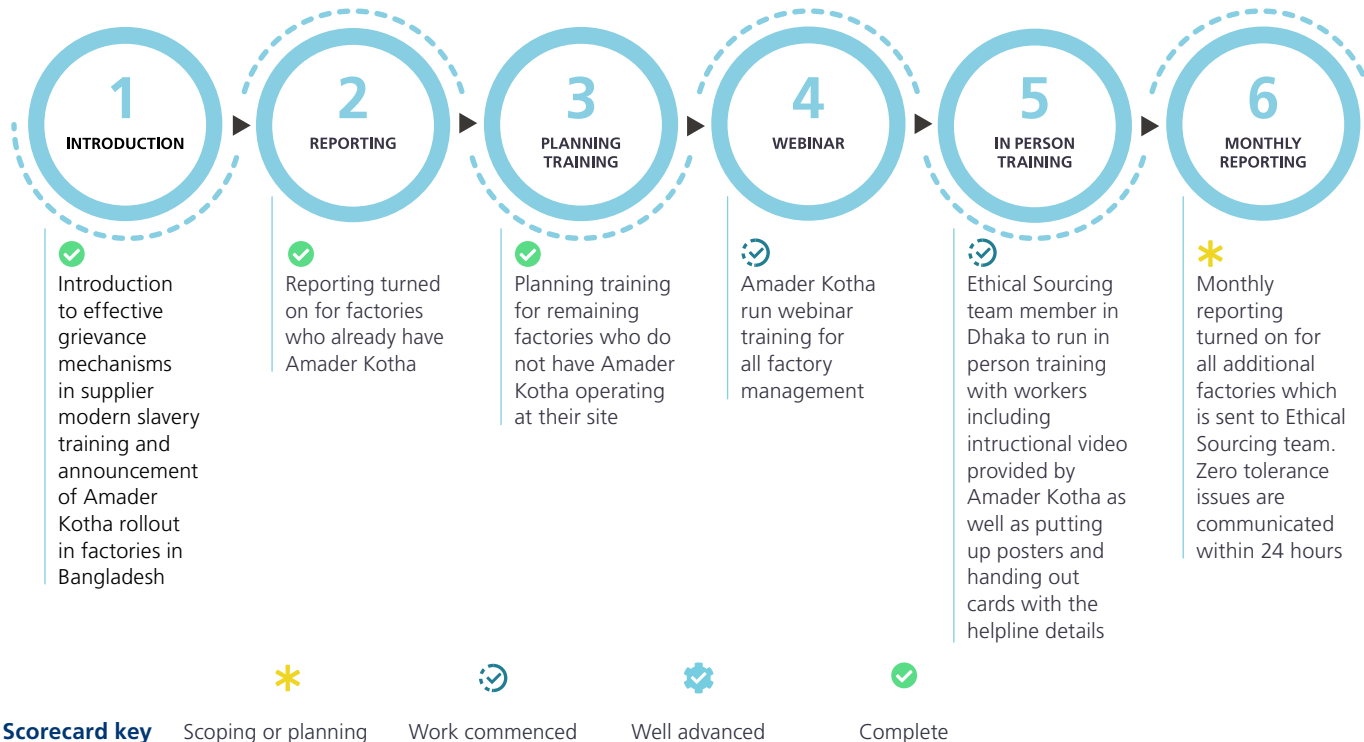 1
INTRODUCTION
Introduction
to effective
grievance
mechanisms
in supplier
modern slavery
training and
announcement
of Amader
Kotha rollout
in factories in
Bangladesh
2
REPORTING
Reporting turned
on for factories
who already have
Amader Kotha
3
PLANNING
TRAINING
Planning training
for remaining
factories who do
not have Amader
Kotha operating
at their site
4
WEBINAR
Amader Kotha
run webinar
training for
all factory
management
5
IN PERSON
TRAINING
Ethical Sourcing
team member in
Dhaka to run in
person training
with workers
including
intructional video
provided by
Amader Kotha as
well as putting
up posters and
handing out
cards with the
helpline details
6
MONTHLY
REPORTING
Monthly
reporting
turned on for
all additional
factories which
is sent to Ethical
Sourcing team.
Zero tolerance
issues are
communicated
within 24 hours
Scorecard key Scoping or planning Work commenced Well advanced Complete